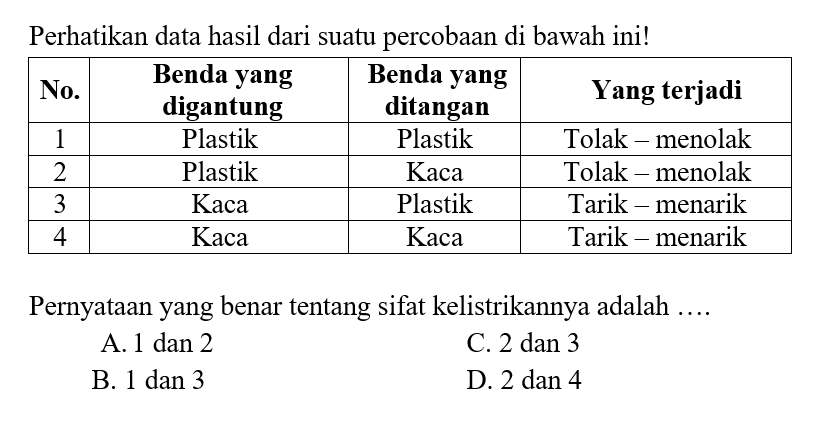 Perhatikan data hasil dari suatu percobaan di bawah ini!
No. Benda yang digantung Benda yang ditangan Yang terjadi
1 Plastik Plastik Tolak – menolak
2 Plastik Kaca Tolak – menolak
3 Kaca Plastik Tarik – menarik
4 Kaca Kaca Tarik – menarik
Pernyataan yang benar tentang sifat kelistrikannya adalah ….
A. 1 dan 2 C. 2 dan 3
B. 1 dan 3 D. 2 dan 4